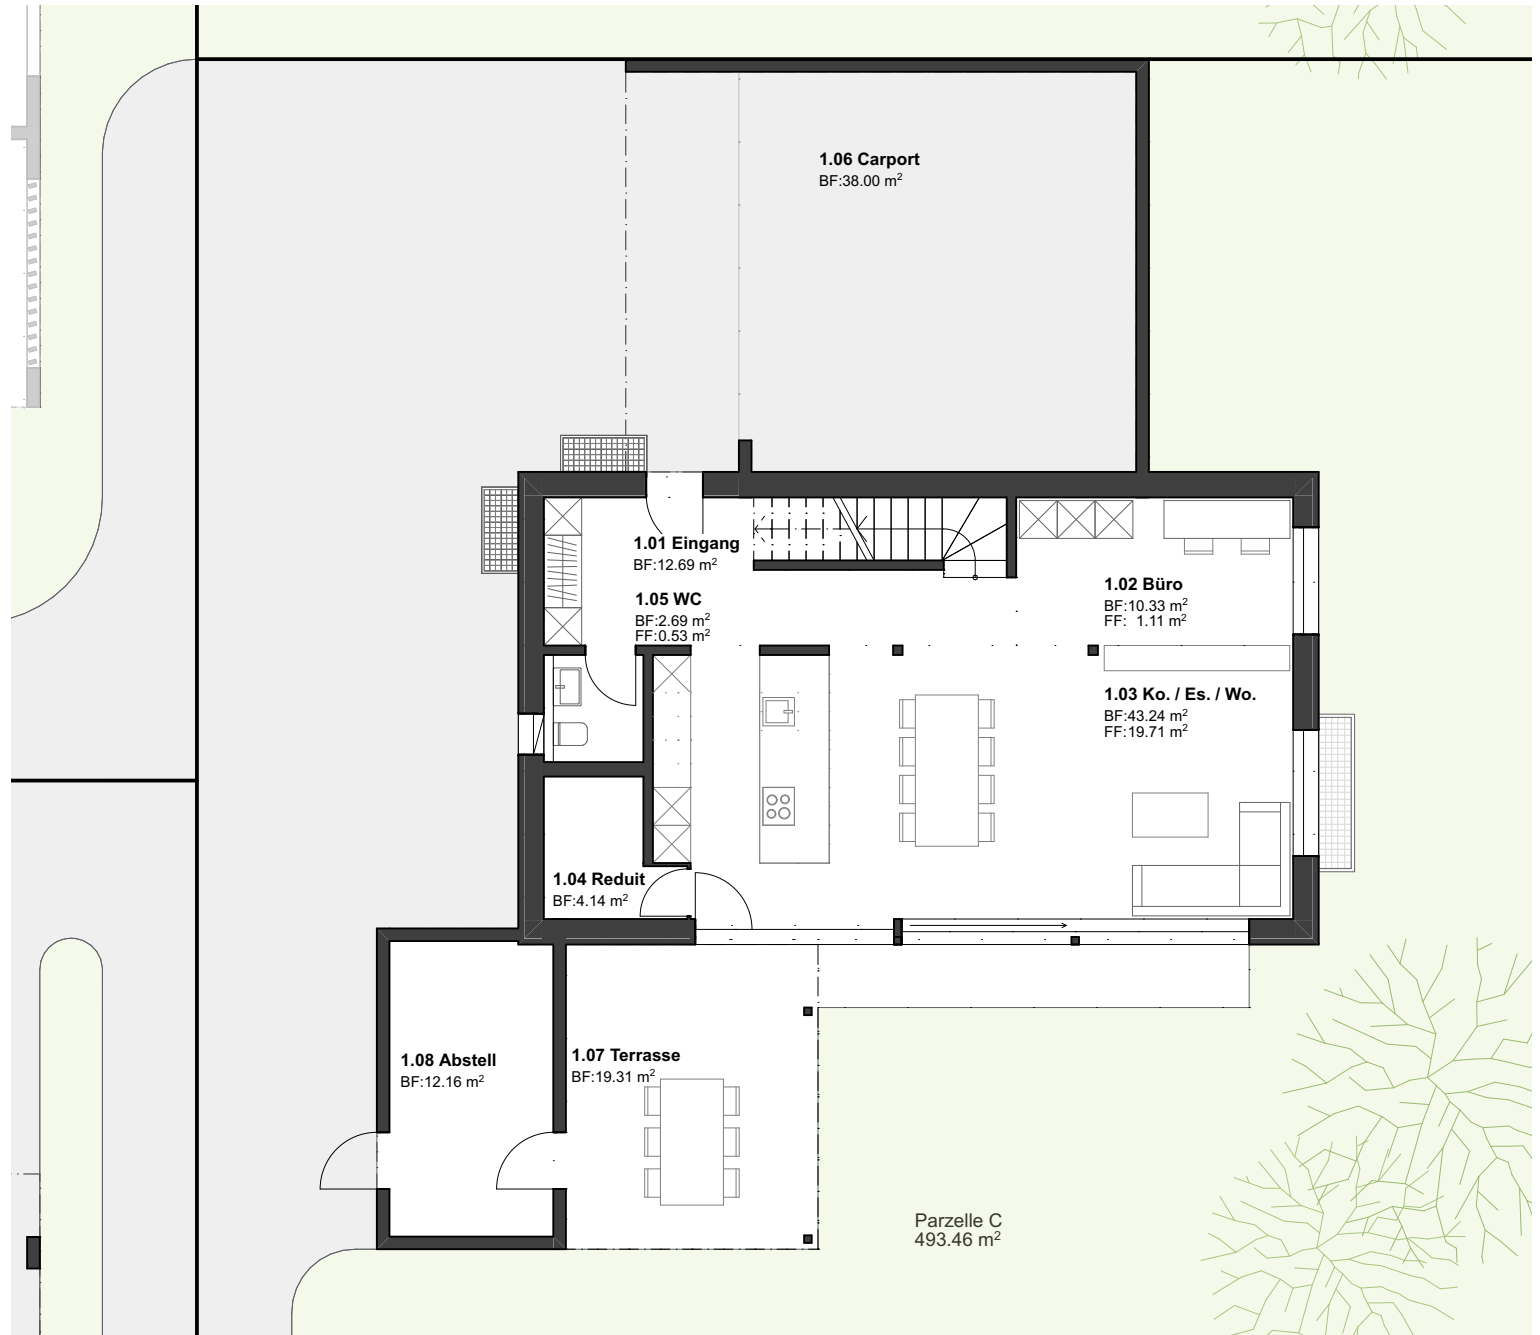 1.06 Carport
BF:38.00 m²
1.01 Eingang
BF:12.69 m²
1.05 WC
BF:2.69 m²
FF:0.53 m²
1.02 Büro
BF:10.33 m²
FF: 1.11 m²
1.03 Ko. / Es. / Wo.
BF:43.24 m²
FF:19.71 m²
1.04 Reduit
BF:4.14 m²
1.08 Abstell
BF:12.16 m²
1.07 Terrasse
BF:19.31 m²
Parzelle C
493.46 m²